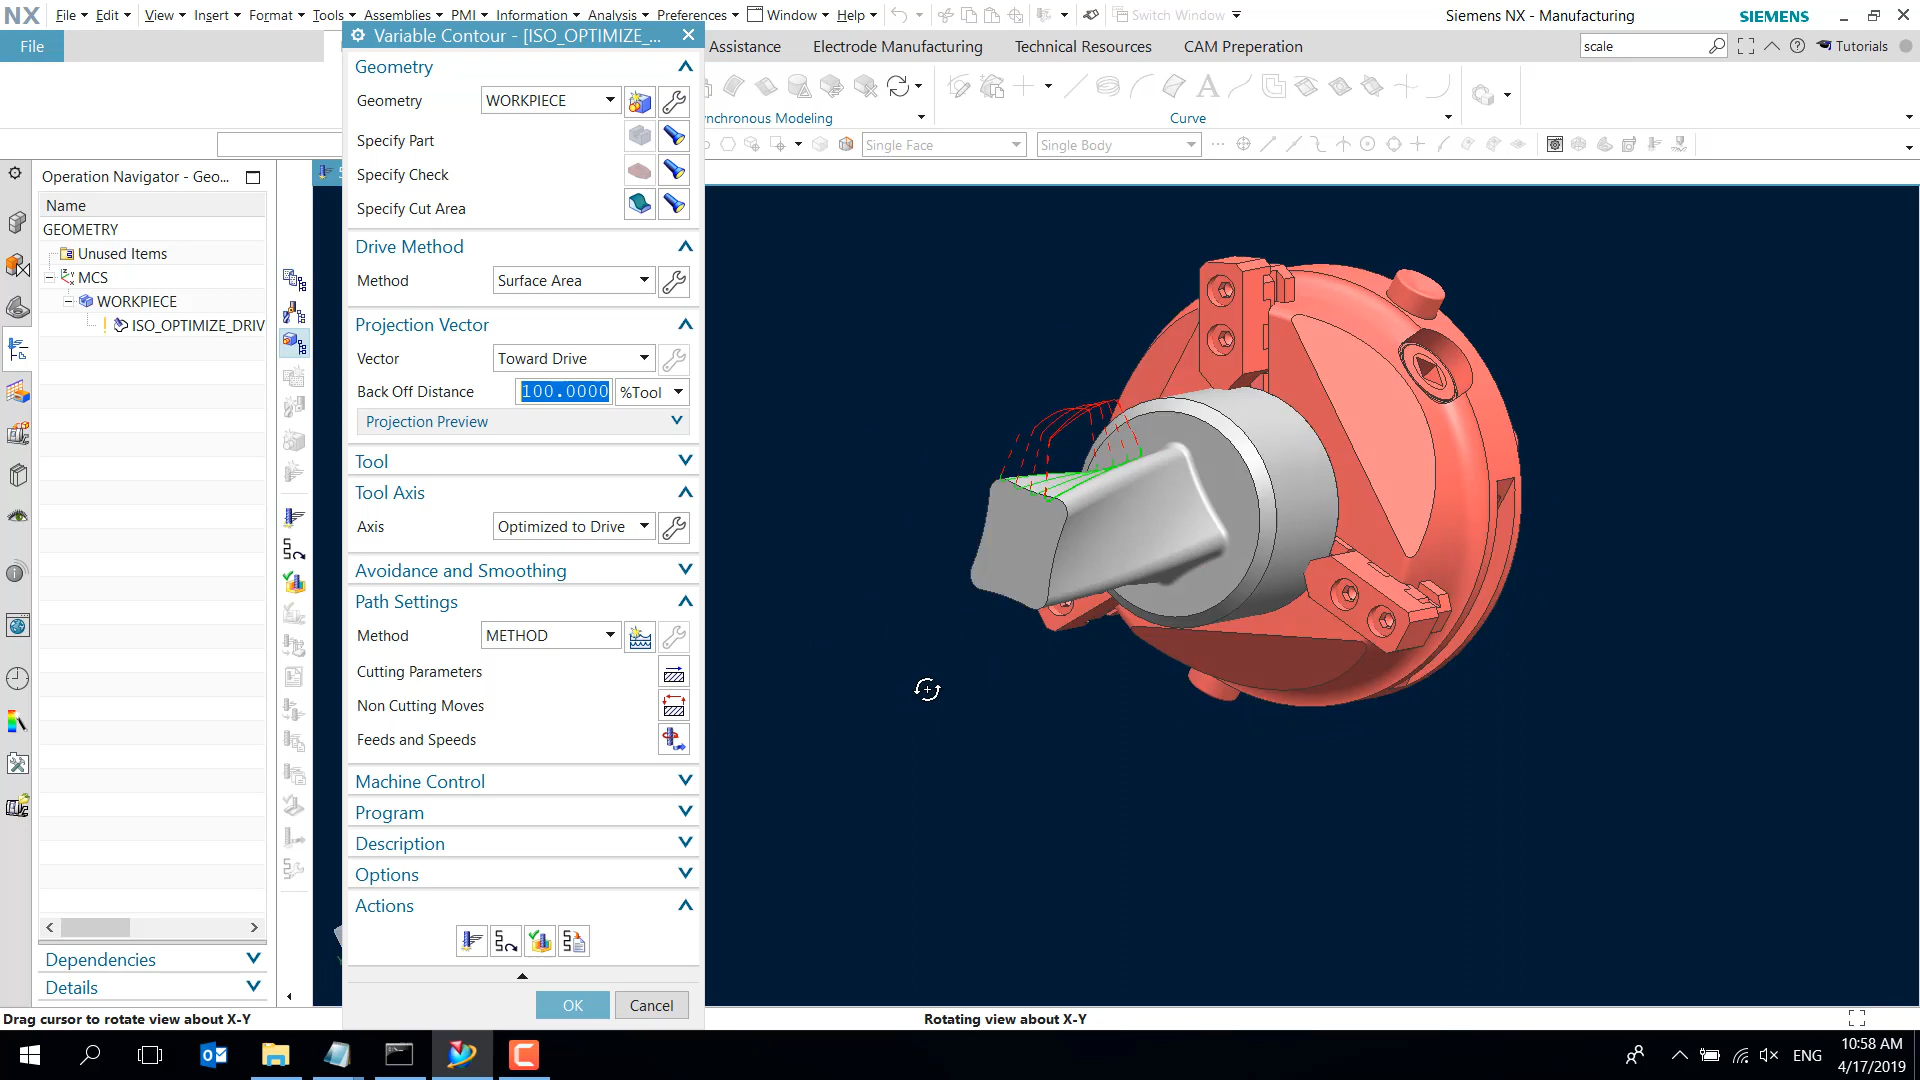 NX File Edit View Insert Format Tools Assemblies PMI Information Analysis Preferences Window Help Switch Window Siemens NX - Manufacturing SIEMENS
File Assistance Electrode Manufacturing Technical Resources CAM Preperation scale Tutorials
Variable Contour - [ISO_OPTIMIZE_...
nchronous Modeling
Curve
Single Face
Single Body
Operation Navigator - Geo...
Name
GEOMETRY
Unused Items
MCS
WORKPIECE
ISO_OPTIMIZE_DRIV
Dependencies
Details
Geometry
Geometry WORKPIECE
Specify Part
Specify Check
Specify Cut Area
Drive Method
Method Surface Area
Projection Vector
Vector Toward Drive
Back Off Distance 100.0000 %Tool
Projection Preview
Tool
Tool Axis
Axis Optimized to Drive
Avoidance and Smoothing
Path Settings
Method METHOD
Cutting Parameters
Non Cutting Moves
Feeds and Speeds
Machine Control
Program
Description
Options
Actions
OK Cancel
Drag cursor to rotate view about X-Y
Rotating view about X-Y
ENG
10:58 AM
4/17/2019